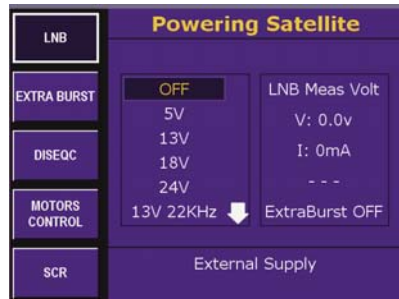 LNB
EXTRA BURST
DISEQC
MOTORS
CONTROL
SCR
Powering Satellite
OFF
5V
13V
18V
24V
13V 22KHz
LNB Meas Volt
V: 0.0v
I: 0mA
- - -
ExtraBurst OFF
External Supply